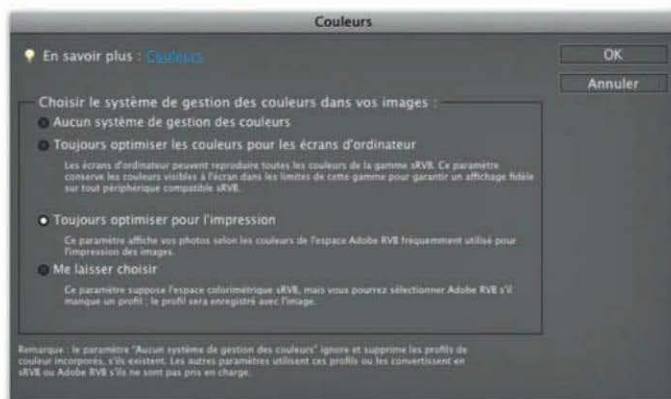 Couleurs
En savoir plus : Couleurs
OK
Annuler
Choisir le système de gestion des couleurs dans vos images :
Aucun système de gestion des couleurs
Toujours optimiser les couleurs pour les écrans d'ordinateur
Les écrans d'ordinateur peuvent reproduire toutes les couleurs de la gamme sRVB. Ce paramètre
conserve les couleurs visibles à l'écran dans les limites de cette gamme pour garantir un affichage fidèle
sur tout périphérique compatible sRVB.
Toujours optimiser pour l'impression
Ce paramètre affiche vos photos selon les couleurs de l'espace Adobe RVB fréquemment utilisé pour
l'impression des images.
Me laisser choisir
Ce paramètre suppose l'espace colorimétrique sRVB, mais vous pourrez sélectionner Adobe RVB s'il
manque un profil ; le profil sera enregistré avec l'image.
Remarque : le paramètre "Aucun système de gestion des couleurs" ignore et supprime les profils de
couleur incorporés, s'ils existent. Les autres paramètres utilisent ces profils ou les convertissent en
sRVB ou Adobe RVB s'ils ne sont pas pris en charge.